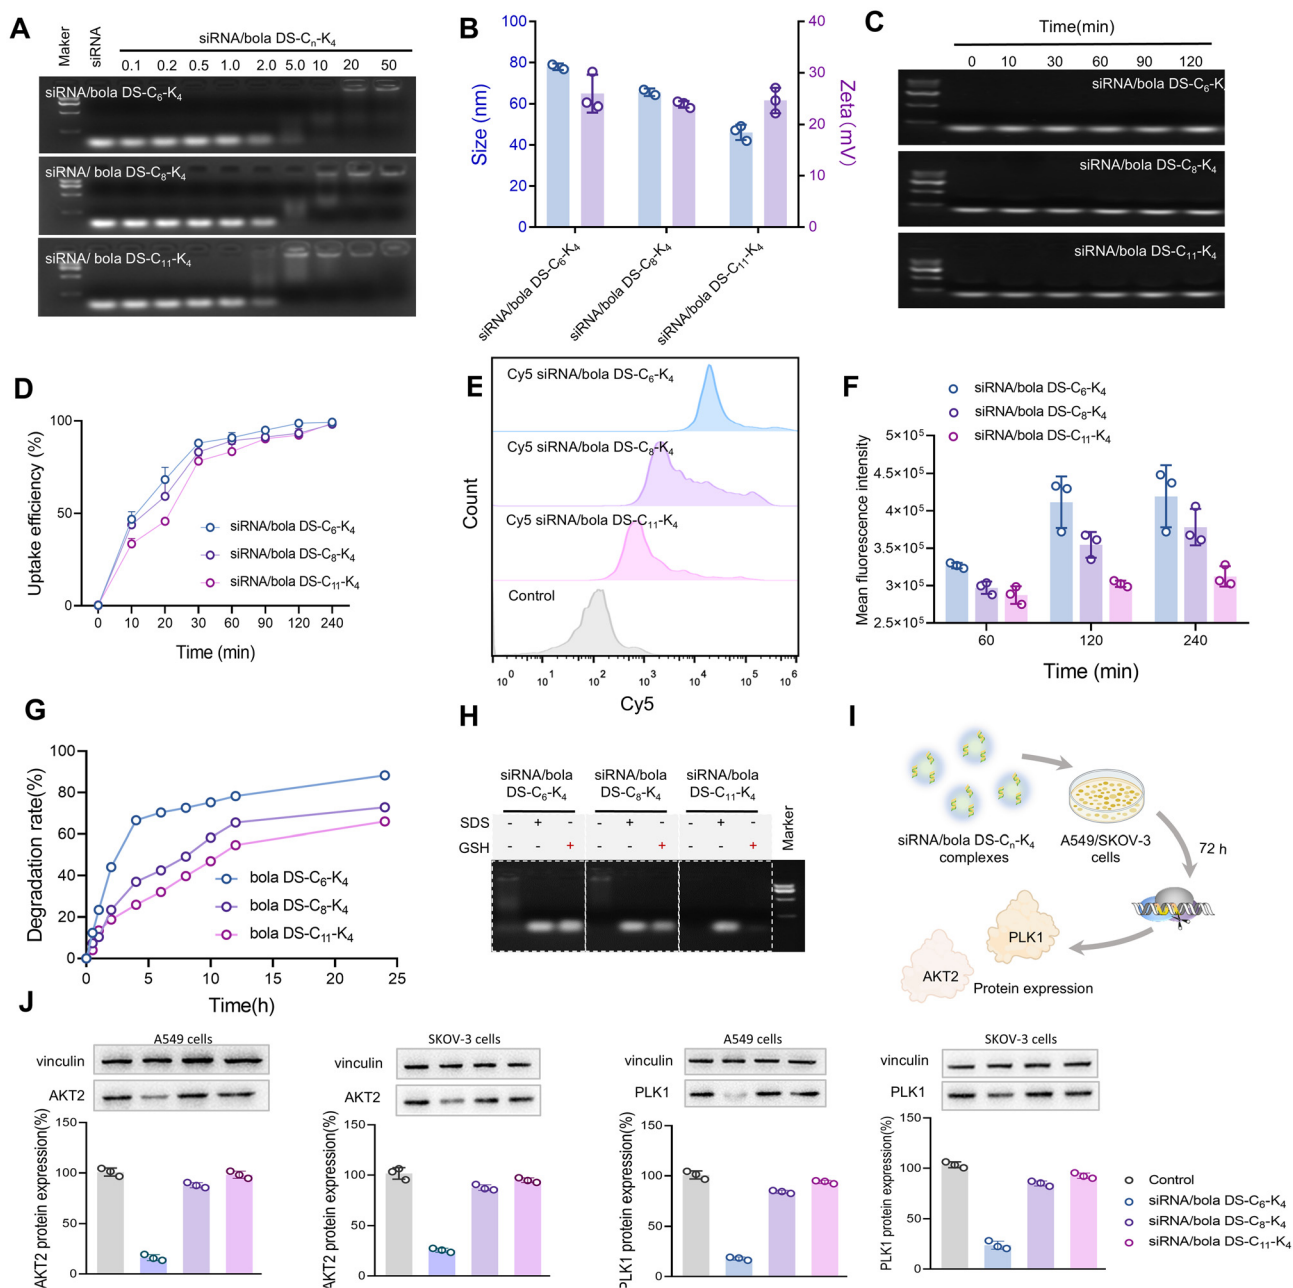 A
Maker
siRNA
siRNA/bola DS-Cn-K4
0.1 0.2 0.5 1.0 2.0 5.0 10 20 50
siRNA/bola DS-C6-K4
siRNA/ bola DS-C8-K4
siRNA/ bola DS-C11-K4
B
Size (nm)
100
80
60
40
20
0
Zeta (mV)
40
30
20
10
0
siRNA/bola DS-C6-K4
siRNA/bola DS-C8-K4
siRNA/bola DS-C11-K4
C
Time(min)
0 10 30 60 90 120
siRNA/bola DS-C6-K
siRNA/bola DS-C8-K4
siRNA/bola DS-C11-K4
D
Uptake efficiency (%)
100
50
0
siRNA/bola DS-C6-K4
siRNA/bola DS-C8-K4
siRNA/bola DS-C11-K4
0 10 20 30 60 90 120 240
Time (min)
E
Count
Cy5 siRNA/bola DS-C6-K4
Cy5 siRNA/bola DS-C8-K4
Cy5 siRNA/bola DS-C11-K4
Control
10^0 10^1 10^2 10^3 10^4 10^5 10^6
Cy5
F
siRNA/bola DS-C6-K4
siRNA/bola DS-C8-K4
siRNA/bola DS-C11-K4
Mean fluorescence intensity
5×10^5
4.5×10^5
4×10^5
3.5×10^5
3×10^5
2.5×10^5
60 120 240
Time (min)
G
Degradation rate(%)
100
80
60
40
20
0
bola DS-C6-K4
bola DS-C8-K4
bola DS-C11-K4
0 5 10 15 20 25
Time(h)
H
siRNA/bola DS-C6-K4
siRNA/bola DS-C8-K4
siRNA/bola DS-C11-K4
Marker
SDS - + - - + - - + -
GSH - - + - - + - - +
I
siRNA/bola DS-Cn-K4
complexes
A549/SKOV-3
cells
72 h
PLK1
AKT2
Protein expression
J
A549 cells
vinculin
AKT2
AKT2 protein expression(%)
150
100
50
0
SKOV-3 cells
vinculin
AKT2
AKT2 protein expression(%)
150
100
50
0
A549 cells
vinculin
PLK1
PLK1 protein expression(%)
150
100
50
0
SKOV-3 cells
vinculin
PLK1
PLK1 protein expression(%)
150
100
50
0
Control
siRNA/bola DS-C6-K4
siRNA/bola DS-C8-K4
siRNA/bola DS-C11-K4